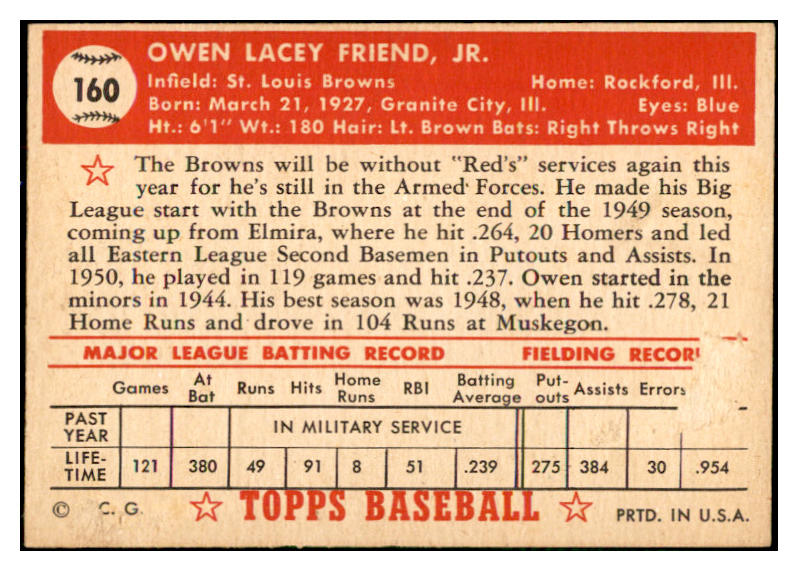 160
OWEN LACEY FRIEND, JR.
Infield: St. Louis Browns Home: Rockford, Ill.
Born: March 21, 1927, Granite City, Ill. Eyes: Blue
Ht.: 6'1" Wt.: 180 Hair: Lt. Brown Bats: Right Throws Right
The Browns will be without "Red's" services again this
year for he's still in the Armed Forces. He made his Big
League start with the Browns at the end of the 1949 season,
coming up from Elmira, where he hit .264, 20 Homers and led
all Eastern League Second Basemen in Putouts and Assists. In
1950, he played in 119 games and hit .237. Owen started in the
minors in 1944. His best season was 1948, when he hit .278, 21
Home Runs and drove in 104 Runs at Muskegon.
MAJOR LEAGUE BATTING RECORD FIELDING RECOR
Games At Bat Runs Hits Home Runs RBI Batting Average Put-outs Assists Errors
PAST YEAR IN MILITARY SERVICE
LIFE-TIME 121 380 49 91 8 51 .239 275 384 30 .954
© C. G. TOPPS BASEBALL PRTD. IN U.S.A.